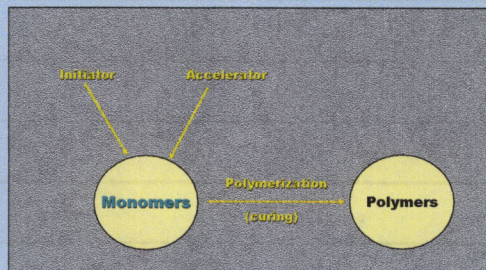 Initiator
Accelerator
Monomers
Polymerization
(curing)
Polymers